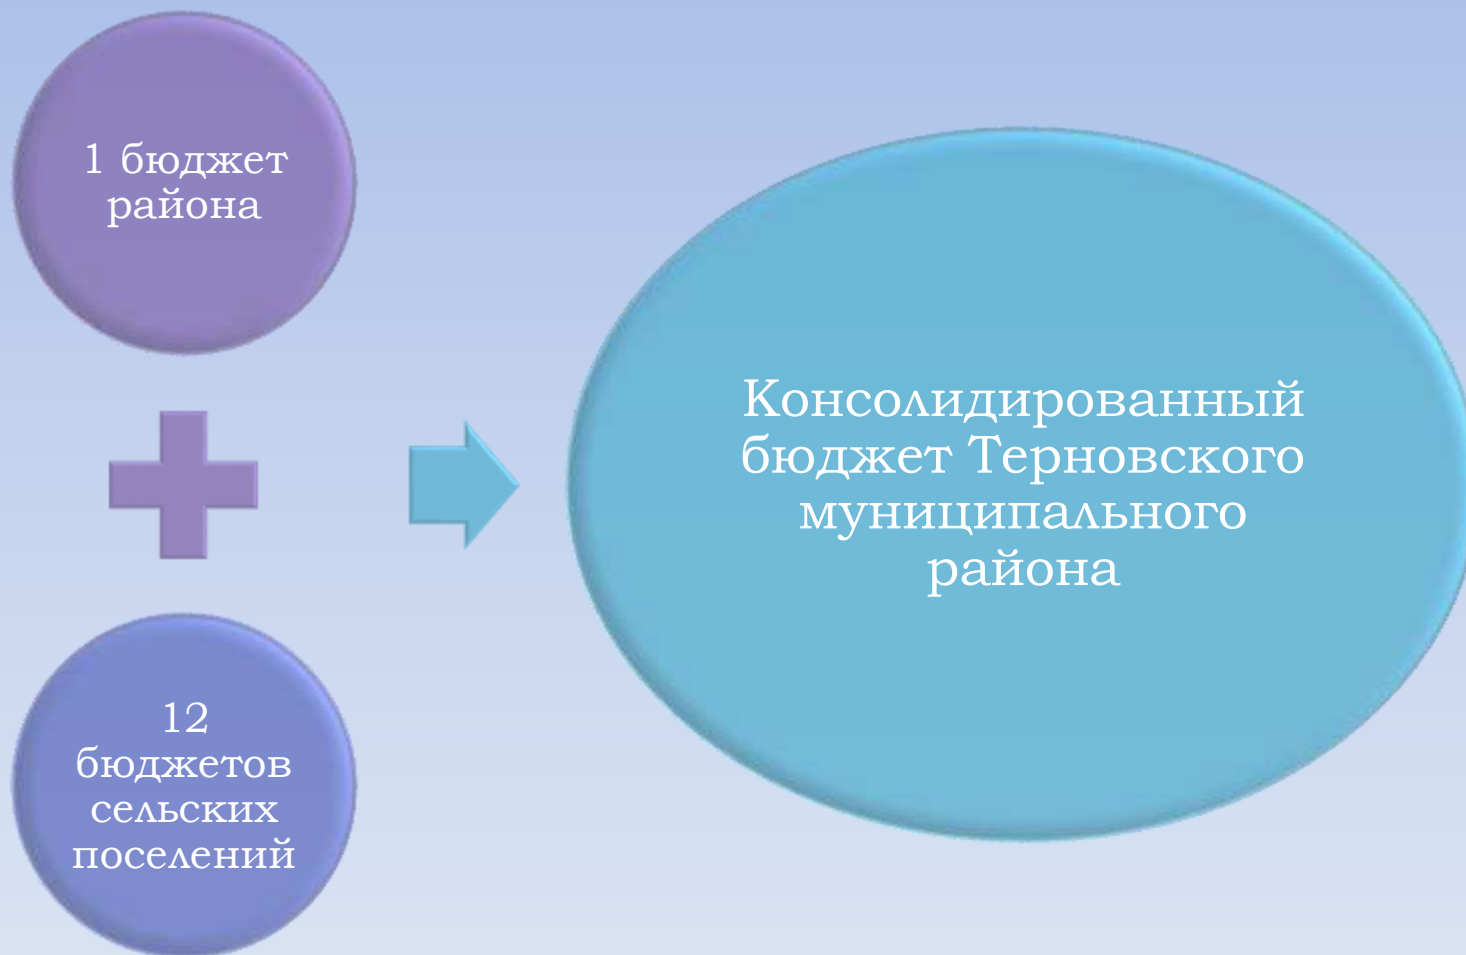 1 бюджет
района
12
бюджетов
сельских
поселений
Консолидированный
бюджет Терновского
муниципального
района